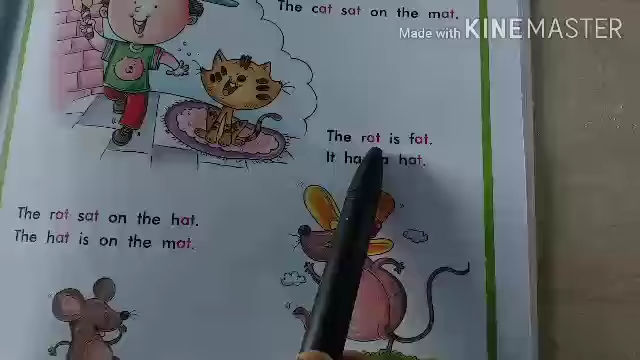 The cat sat on the mat.
Made with KINEMASTER
The rat is fat.
It ha a hat.
The rat sat on the hat.
The hat is on the mat.